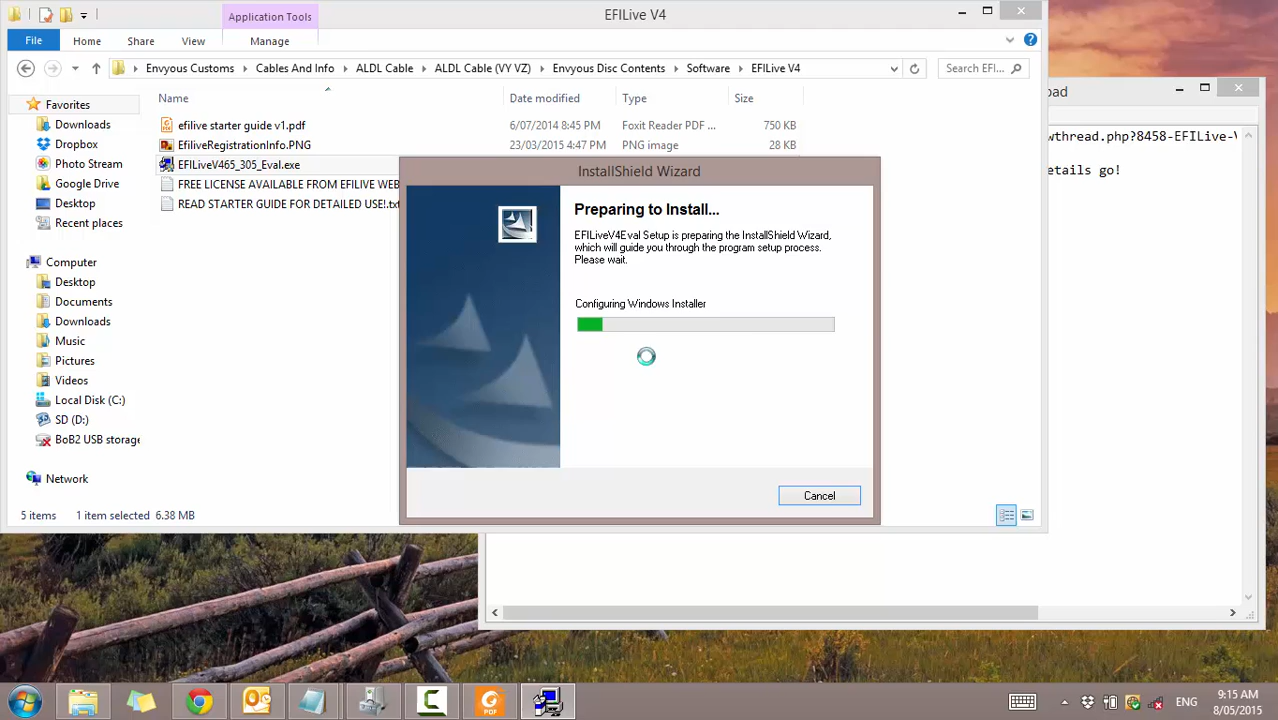 Application Tools
EFILive V4
File
Home
Share
View
Manage
Envyous Customs
Cables And Info
ALDL Cable
ALDL Cable (VY VZ)
Envyous Disc Contents
Software
EFILive V4
Search EFI...
pad
Favorites
Downloads
Dropbox
Photo Stream
Google Drive
Desktop
Recent places
Computer
Desktop
Documents
Downloads
Music
Pictures
Videos
Local Disk (C:)
SD (D:)
BoB2 USB storage
Network
Name
Date modified
Type
Size
efilive starter guide v1.pdf
6/07/2014 8:45 PM
Foxit Reader PDF ...
750 KB
EfiliveRegistrationInfo.PNG
23/03/2015 4:47 PM
PNG image
28 KB
EFILiveV465_305_Eval.exe
FREE LICENSE AVAILABLE FROM EFILIVE WEB
READ STARTER GUIDE FOR DETAILED USE!.txt
wthread.php?8458-EFILive-V
etails go!
InstallShield Wizard
Preparing to Install...
EFILiveV4Eval Setup is preparing the InstallShield Wizard,
which will guide you through the program setup process.
Please wait.
Configuring Windows Installer
Cancel
5 items
1 item selected 6.38 MB
PDF
ENG
9:15 AM
8/05/2015